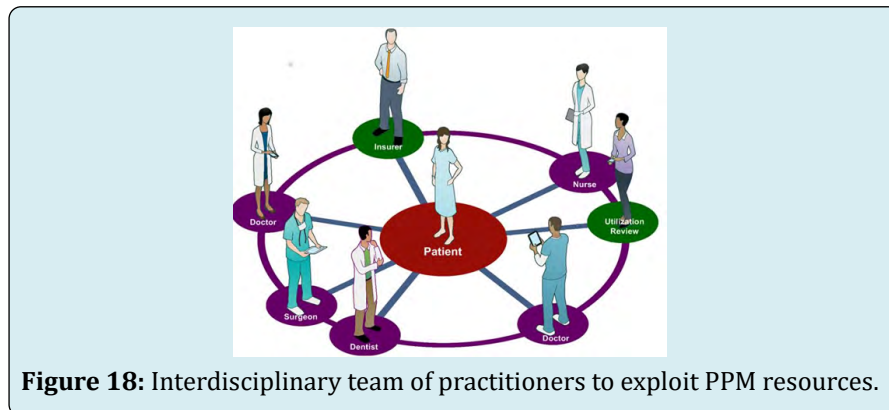 Insurer
Nurse
Doctor
Utilization
Review
Patient
Surgeon
Dentist
Doctor
Figure 18: Interdisciplinary team of practitioners to exploit PPM resources.